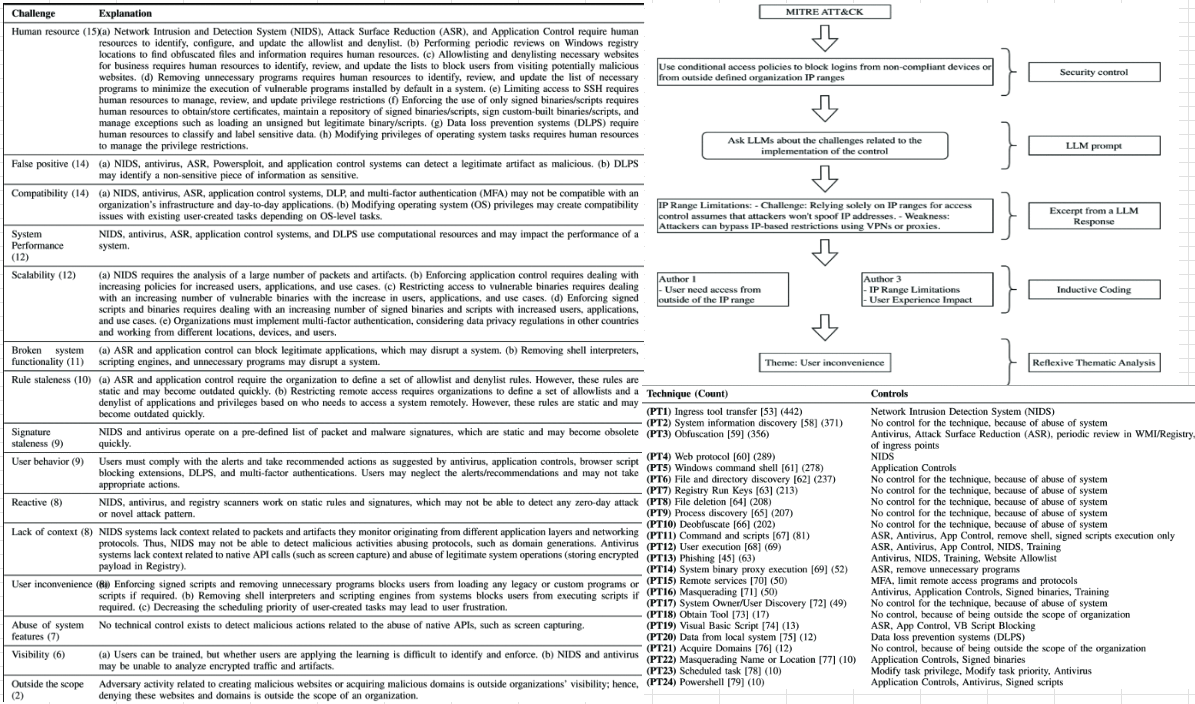 Challenge Explanation
Human resource (15)(a) Network Intrusion and Detection System (NIDS), Attack Surface Reduction (ASR), and Application Control require human
resources to identify, configure, and update the allowlist and denylist. (b) Performing periodic reviews on Windows registry
locations to find obfuscated files and information requires human resources. (c) Allowlisting and denylisting necessary websites
for business requires human resources to identify, review, and update the lists to block users from visiting potentially malicious
websites. (d) Removing unnecessary programs requires human resources to identify, review, and update the list of necessary
programs to minimize the execution of vulnerable programs installed by default in a system. (e) Limiting access to SSH requires
human resources to manage, review, and update privilege restrictions (f) Enforcing the use of only signed binaries/scripts requires
human resources to obtain/store certificates, maintain a repository of signed binaries/scripts, sign custom-built binaries/scripts, and
manage exceptions such as loading an unsigned but legitimate binary/scripts. (g) Data loss prevention systems (DLPS) require
human resources to classify and label sensitive data. (h) Modifying privileges of operating system tasks requires human resources
to manage the privilege restrictions.
False positive (14) (a) NIDS, antivirus, ASR, Powersploit, and application control systems can detect a legitimate artifact as malicious. (b) DLPS
may identify a non-sensitive piece of information as sensitive.
Compatibility (14) (a) NIDS, antivirus, ASR, application control systems, DLP, and multi-factor authentication (MFA) may not be compatible with an
organization's infrastructure and day-to-day applications. (b) Modifying operating system (OS) privileges may create compatibility
issues with existing user-created tasks depending on OS-level tasks.
System NIDS, antivirus, ASR, application control systems, and DLPS use computational resources and may impact the performance of a
Performance system.
(12)
Scalability (12) (a) NIDS requires the analysis of a large number of packets and artifacts. (b) Enforcing application control requires dealing with
increasing policies for increased users, applications, and use cases. (c) Restricting access to vulnerable binaries requires dealing
with an increasing number of vulnerable binaries with the increase in users, applications, and use cases. (d) Enforcing signed
scripts and binaries requires dealing with an increasing number of signed binaries and scripts with increased users, applications,
and use cases. (e) Organizations must implement multi-factor authentication, considering data privacy regulations in other countries
and working from different locations, devices, and users.
Broken system (a) ASR and application control can block legitimate applications, which may disrupt a system. (b) Removing shell interpreters,
functionality (11) scripting engines, and unnecessary programs may disrupt a system.
Rule staleness (10) (a) ASR and application control require the organization to define a set of allowlist and denylist rules. However, these rules are
static and may become outdated quickly. (b) Restricting remote access requires organizations to define a set of allowlists and a
denylist of applications and privileges based on who needs to access a system remotely. However, these rules are static and may
become outdated quickly.
Signature NIDS and antivirus operate on a pre-defined list of packet and malware signatures, which are static and may become obsolete
staleness (9) quickly.
User behavior (9) Users must comply with the alerts and take recommended actions as suggested by antivirus, application controls, browser script
blocking extensions, DLPS, and multi-factor authentications. Users may neglect the alerts/recommendations and may not take
appropriate actions.
Reactive (8) NIDS, antivirus, and registry scanners work on static rules and signatures, which may not be able to detect any zero-day attack
or novel attack pattern.
Lack of context (8) NIDS systems lack context related to packets and artifacts they monitor originating from different application layers and networking
protocols. Thus, NIDS may not be able to detect malicious activities abusing protocols, such as domain generations. Antivirus
systems lack context related to native API calls (such as screen capture) and abuse of legitimate system operations (storing encrypted
payload in Registry).
User inconvenience Enforcing signed scripts and removing unnecessary programs blocks users from loading any legacy or custom programs or
scripts if required. (b) Removing shell interpreters and scripting engines from systems blocks users from executing scripts if
required. (c) Decreasing the scheduling priority of user-created tasks may lead to user frustration.
Abuse of system No technical control exists to detect malicious actions related to the abuse of native APIs, such as screen capturing.
features (7)
Visibility (6) (a) Users can be trained, but whether users are applying the learning is difficult to identify and enforce. (b) NIDS and antivirus
may be unable to analyze encrypted traffic and artifacts.
Outside the scope Adversary activity related to creating malicious websites or acquiring malicious domains is outside organizations' visibility; hence,
(2) denying these websites and domains is outside the scope of an organization.
MITRE ATT&CK
Use conditional access policies to block logins from non-compliant devices or
from outside defined organization IP ranges
Security control
Ask LLMs about the challenges related to the
implementation of the control
LLM prompt
IP Range Limitations: - Challenge: Relying solely on IP ranges for access
control assumes that attackers won't spoof IP addresses. - Weakness:
Attackers can bypass IP-based restrictions using VPNs or proxies.
Excerpt from a LLM
Response
Author 1
- User need access from
outside of the IP range
Author 3
- IP Range Limitations
- User Experience Impact
Inductive Coding
Theme: User inconvenience
Reflexive Thematic Analysis
Technique (Count) Controls
(PT1) Ingress tool transfer [53] (442) Network Intrusion Detection System (NIDS)
(PT2) System information discovery [58] (371) No control for the technique, because of abuse of system
(PT3) Obfuscation [59] (356) Antivirus, Attack Surface Reduction (ASR), periodic review in WMI/Registry,
of ingress points
(PT4) Web protocol [60] (289) NIDS
(PT5) Windows command shell [61] (278) Application Controls
(PT6) File and directory discovery [62] (237) No control for the technique, because of abuse of system
(PT7) Registry Run Keys [63] (213) No control for the technique, because of abuse of system
(PT8) File deletion [64] (208) No control for the technique, because of abuse of system
(PT9) Process discovery [65] (207) No control for the technique, because of abuse of system
(PT10) Deobfuscate [66] (202) No control for the technique, because of abuse of system
(PT11) Command and scripts [67] (81) ASR, Antivirus, App Control, remove shell, signed scripts execution only
(PT12) User execution [68] (69) ASR, Antivirus, App Control, NIDS, Training
(PT13) Phishing [45] (63) Antivirus, NIDS, Training, Website Allowlist
(PT14) System binary proxy execution [69] (52) ASR, remove unnecessary programs
(PT15) Remote services [70] (50) MFA, limit remote access programs and protocols
(PT16) Masquerading [71] (50) Antivirus, Application Controls, Signed binaries, Training
(PT17) System Owner/User Discovery [72] (49) No control for the technique, because of abuse of system
(PT18) Obtain Tool [73] (17) No control, because of being outside the scope of organization
(PT19) Visual Basic Script [74] (13) ASR, App Control, VB Script Blocking
(PT20) Data from local system [75] (12) Data loss prevention systems (DLPS)
(PT21) Acquire Domains [76] (12) No control, because of being outside the scope of the organization
(PT22) Masquerading Name or Location [77] (10) Application Controls, Signed binaries
(PT23) Scheduled task [78] (10) Modify task privilege, Modify task priority, Antivirus
(PT24) Powershell [79] (10) Application Controls, Antivirus, Signed scripts